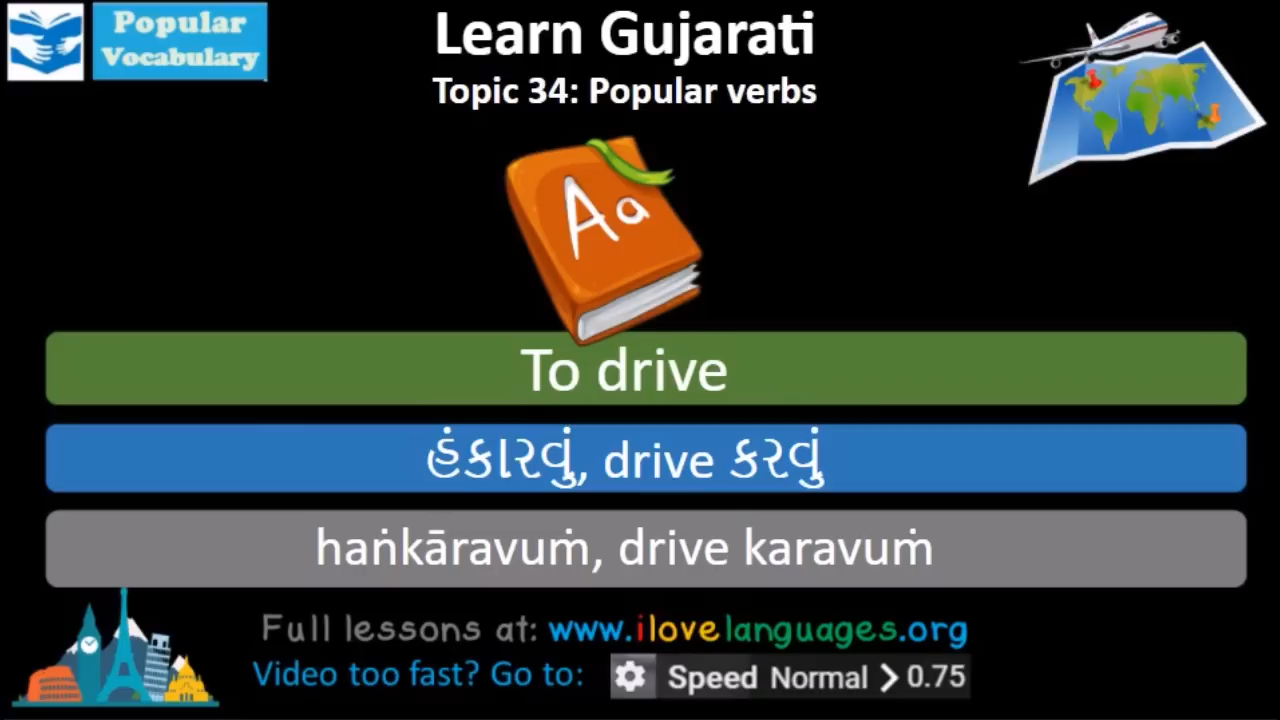 Popular
Vocabulary
Learn Gujarati
Topic 34: Popular verbs
Aa
To drive
હંકારવું, drive કરવું
haṅkāravuṁ, drive karavuṁ
Full lessons at: www.ilovelanguages.org
Video too fast? Go to: Speed Normal > 0.75